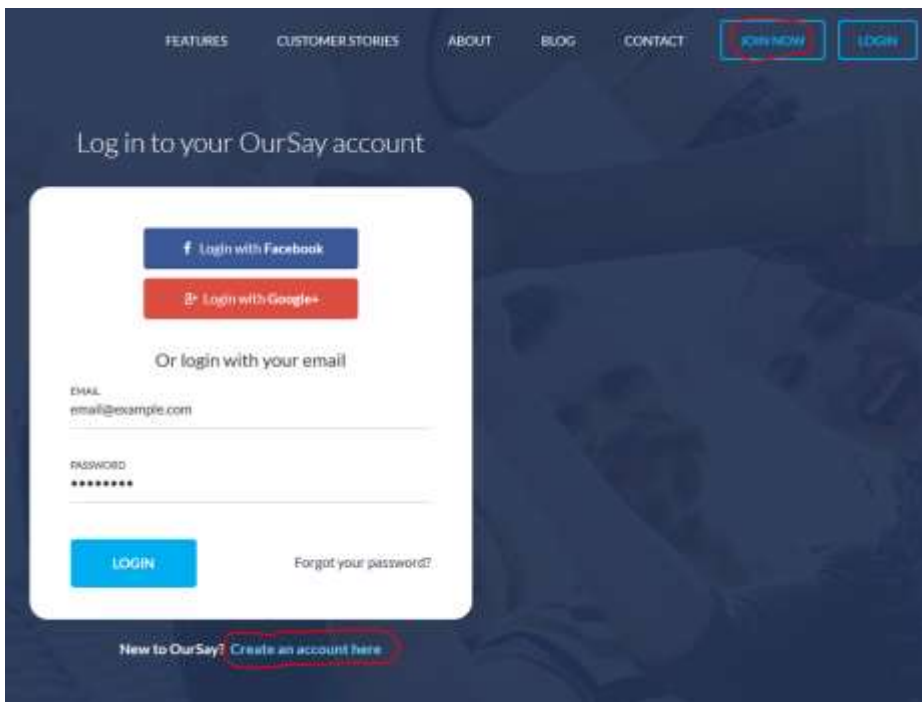 FEATURES CUSTOMER STORIES ABOUT BLOG CONTACT JOIN NOW LOGIN
Log in to your OurSay account
f Login with Facebook
g+ Login with Google+
Or login with your email
EMAIL
email@example.com
PASSWORD
••••••••
LOGIN Forgot your password?
New to OurSay? Create an account here